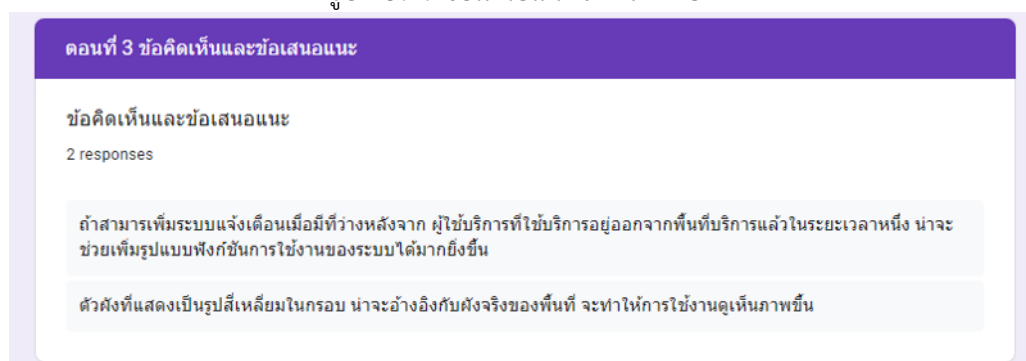 ตอนที่ 3 ข้อคิดเห็นและข้อเสนอแนะ
ข้อคิดเห็นและข้อเสนอแนะ
2 responses
ถ้าสามารเพิ่มระบบแจ้งเตือนเมื่อมีที่ว่างหลังจาก ผู้ใช้บริการที่ใช้บริการอยู่ออกจากพื้นที่บริการแล้วในระยะเวลาหนึ่ง น่าจะ
ช่วยเพิ่มรูปแบบฟังก์ชันการใช้งานของระบบได้มากยิ่งขึ้น
ตัวผังที่แสดงเป็นรูปสี่เหลี่ยมในกรอบ น่าจะอ้างอิงกับผังจริงของพื้นที่ จะทำให้การใช้งานดูเห็นภาพขึ้น